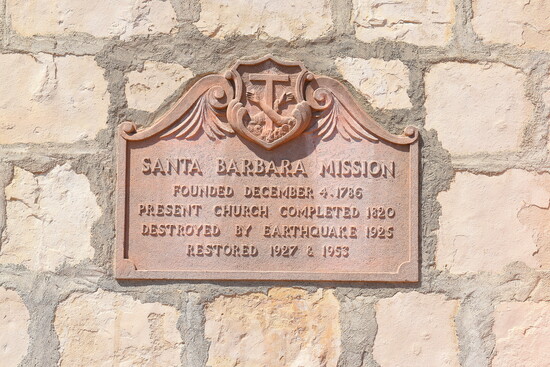 SANTA BARBARA MISSION
FOUNDED DECEMBER 4, 1786
PRESENT CHURCH COMPLETED 1820
DESTROYED BY EARTHQUAKE 1925
RESTORED 1927 & 1953